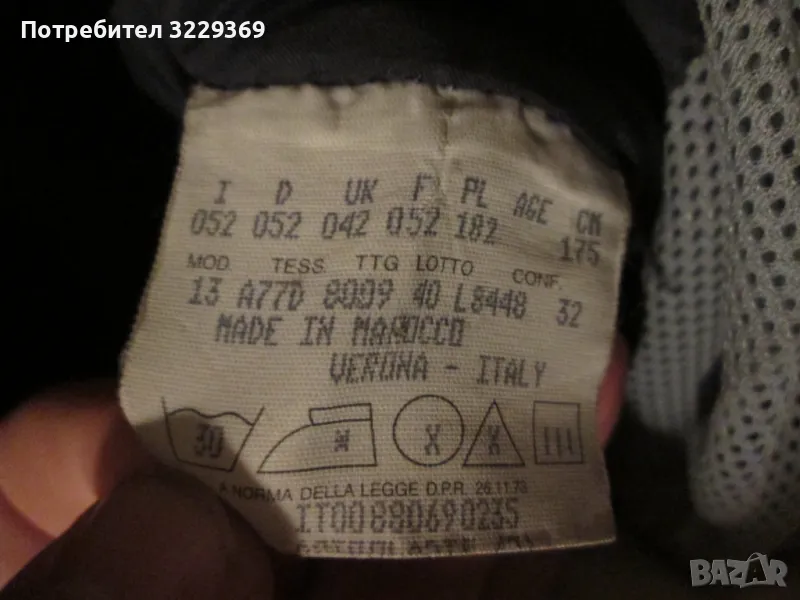 Потребител 3229369
I D UK F PL AGE CM
052 052 042 052 182 175
MOD. TESS. TTG LOTTO CONF.
13 A77D 8009 40 L8448 32
MADE IN MAROCCO
VERONA - ITALY
30 X X
A NORMA DELLA LEGGE D.P.R. 26.11.73
IT00880690235
BAZAR